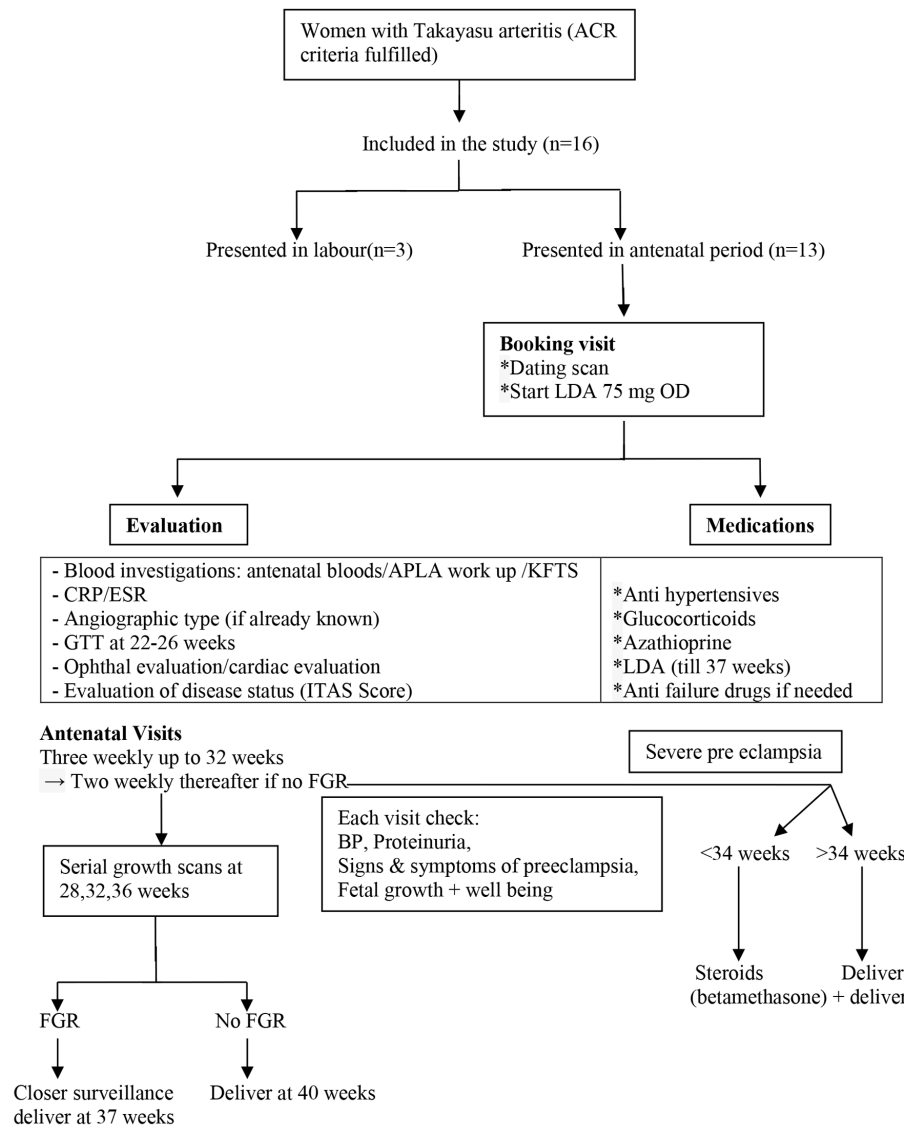 Women with Takayasu arteritis (ACR
criteria fulfilled)
Included in the study (n=16)
Presented in labour(n=3)
Presented in antenatal period (n=13)
Booking visit
*Dating scan
*Start LDA 75 mg OD
Evaluation
Medications
- Blood investigations: antenatal bloods/APLA work up /KFTS
- CRP/ESR
- Angiographic type (if already known)
- GTT at 22-26 weeks
- Ophthal evaluation/cardiac evaluation
- Evaluation of disease status (ITAS Score)
*Anti hypertensives
*Glucocorticoids
*Azathioprine
*LDA (till 37 weeks)
*Anti failure drugs if needed
Antenatal Visits
Three weekly up to 32 weeks
→ Two weekly thereafter if no FGR
Severe pre eclampsia
Each visit check:
BP, Proteinuria,
Signs & symptoms of preeclampsia,
Fetal growth + well being
<34 weeks
>34 weeks
Serial growth scans at
28,32,36 weeks
Steroids
(betamethasone) + deliver
Deliver
FGR
No FGR
Closer surveillance
deliver at 37 weeks
Deliver at 40 weeks